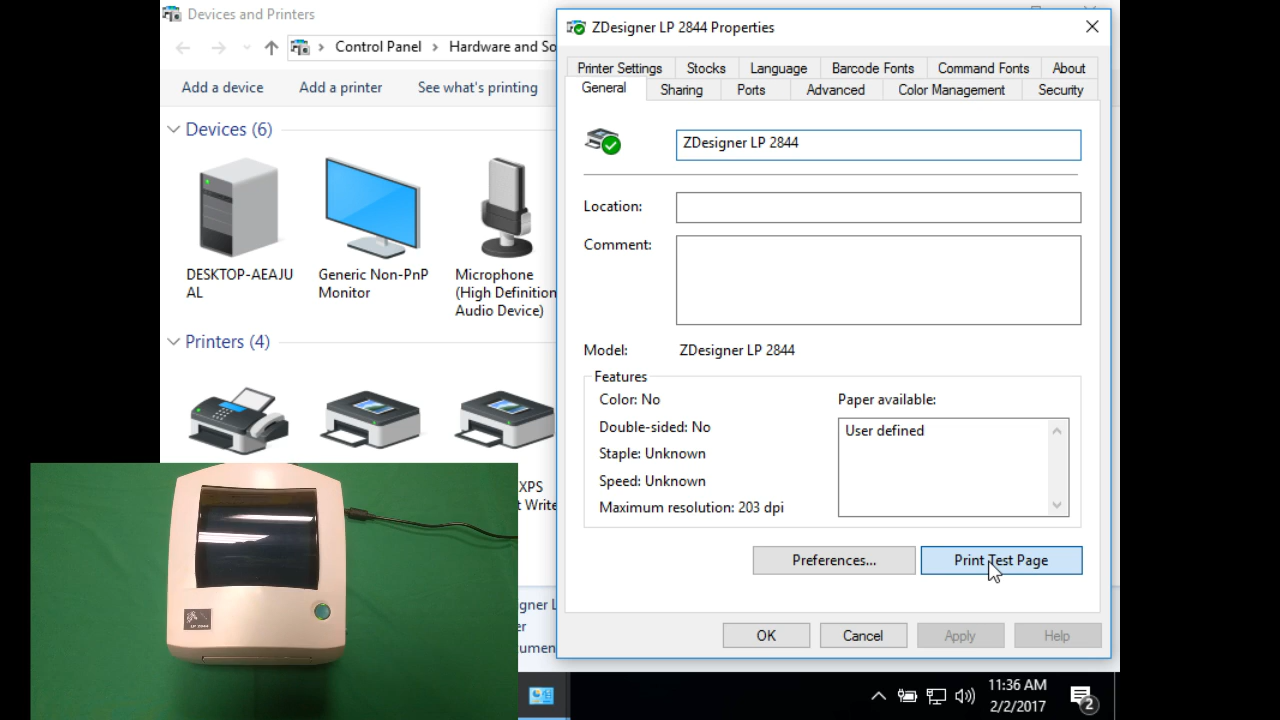 Devices and Printers
Control Panel
Hardware and So
Add a device
Add a printer
See what's printing
Devices (6)
DESKTOP-AEAJU
AL
Generic Non-PnP
Monitor
Microphone
(High Definition
Audio Device)
Printers (4)
XPS
t Write
gner L
er
umen
ZDesigner LP 2844 Properties
Printer Settings
Stocks
Language
Barcode Fonts
Command Fonts
About
General
Sharing
Ports
Advanced
Color Management
Security
ZDesigner LP 2844
Location:
Comment:
Model: ZDesigner LP 2844
Features
Color: No
Double-sided: No
Staple: Unknown
Speed: Unknown
Maximum resolution: 203 dpi
Paper available:
User defined
Preferences...
Print Test Page
OK
Cancel
Apply
Help
LP 2844
11:36 AM
2/2/2017
2